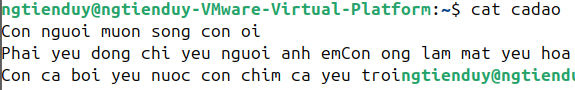 ngtienduy@ngtienduy-VMware-Virtual-Platform:~$ cat cadao
Con nguoi muon song con oi
Phai yeu dong chi yeu nguoi anh emCon ong lam mat yeu hoa
Con ca boi yeu nuoc con chim ca yeu troingtienduy@ngtiendu